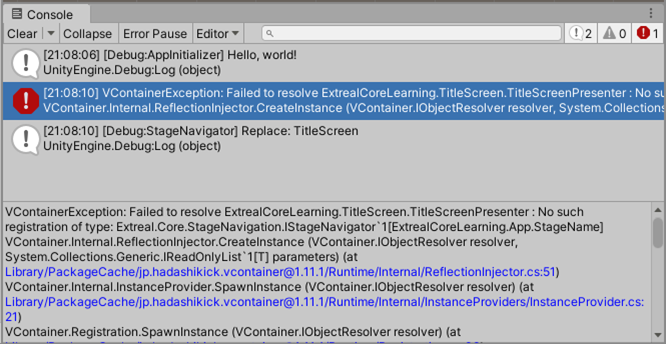 Console
Clear Collapse Error Pause Editor 2 0 1
[21:08:06] [Debug:AppInitializer] Hello, world!
UnityEngine.Debug:Log (object)
[21:08:10] VContainerException: Failed to resolve ExtrealCoreLearning.TitleScreen.TitleScreenPresenter : No su
VContainer.Internal.ReflectionInjector.CreateInstance (VContainer.IObjectResolver resolver, System.Collections
[21:08:10] [Debug:StageNavigator] Replace: TitleScreen
UnityEngine.Debug:Log (object)
VContainerException: Failed to resolve ExtrealCoreLearning.TitleScreen.TitleScreenPresenter : No such
registration of type: Extreal.Core.StageNavigation.IStageNavigator`1[ExtrealCoreLearning.App.StageName]
VContainer.Internal.ReflectionInjector.CreateInstance (VContainer.IObjectResolver resolver,
System.Collections.Generic.IReadOnlyList`1[T] parameters) (at
Library/PackageCache/jp.hadashikick.vcontainer@1.11.1/Runtime/Internal/ReflectionInjector.cs:51)
VContainer.Internal.InstanceProvider.SpawnInstance (VContainer.IObjectResolver resolver) (at
Library/PackageCache/jp.hadashikick.vcontainer@1.11.1/Runtime/Internal/InstanceProviders/InstanceProvider.cs:
21)
VContainer.Registration.SpawnInstance (VContainer.IObjectResolver resolver) (at